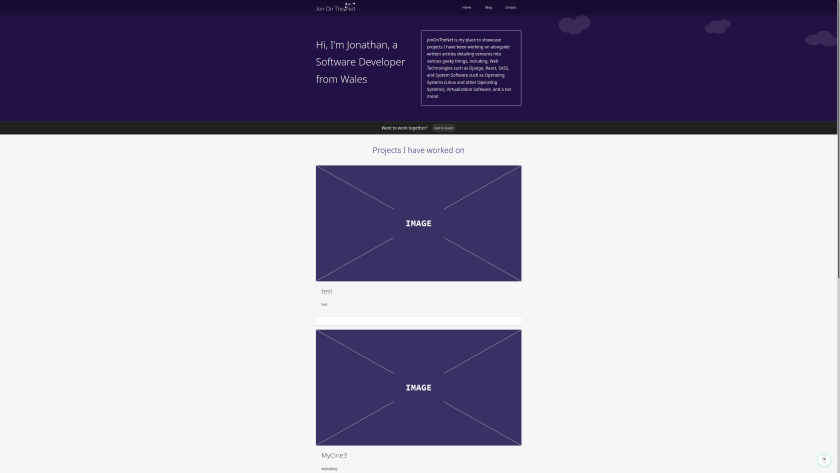 Jon On The Net
Home
Blog
Contact
Hi, I'm Jonathan, a
Software Developer
from Wales
JonOnTheNet is my place to showcase
projects I have been working on alongside
written articles detailing ventures into
various geeky things, including, Web
Technologies such as Django, React, SASS,
and System Software such as Operating
Systems (Linux and other Operating
Systems), Virtualization Software, and a ton
more!
Want to work together?
Get in touch
Projects I have worked on
IMAGE
test
test
IMAGE
MyCine3